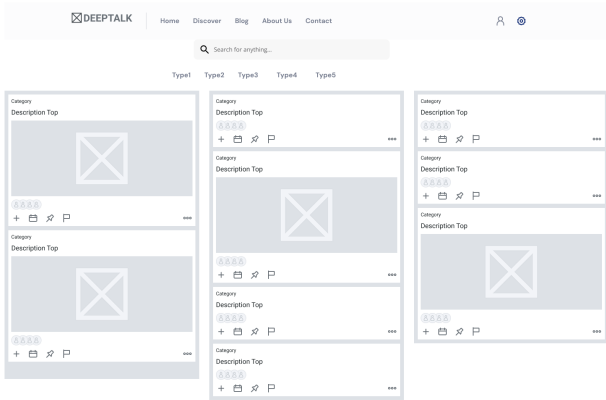 DEEPTALK
Home Discover Blog About Us Contact
Search for anything...
Type1 Type2 Type3 Type4 Type5
Category
Description Top
Category
Description Top
Category
Description Top
Category
Description Top
Category
Description Top
Category
Description Top
Category
Description Top
Category
Description Top
Category
Description Top